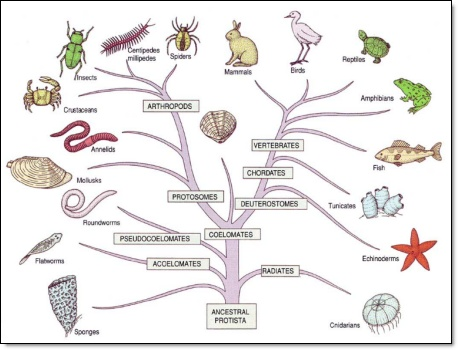 Insects
Centipedes
millipedes
Spiders
Mammals
Birds
Reptiles
Crustaceans
ARTHROPODS
Amphibians
Annelids
VERTEBRATES
Fish
Mollusks
CHORDATES
PROTOSOMES
DEUTEROSTOMES
Tunicates
Roundworms
PSEUDOCOELOMATES
COELOMATES
Flatworms
ACOELOMATES
RADIATES
Echinoderms
ANCESTRAL
PROTISTA
Sponges
Cnidarians